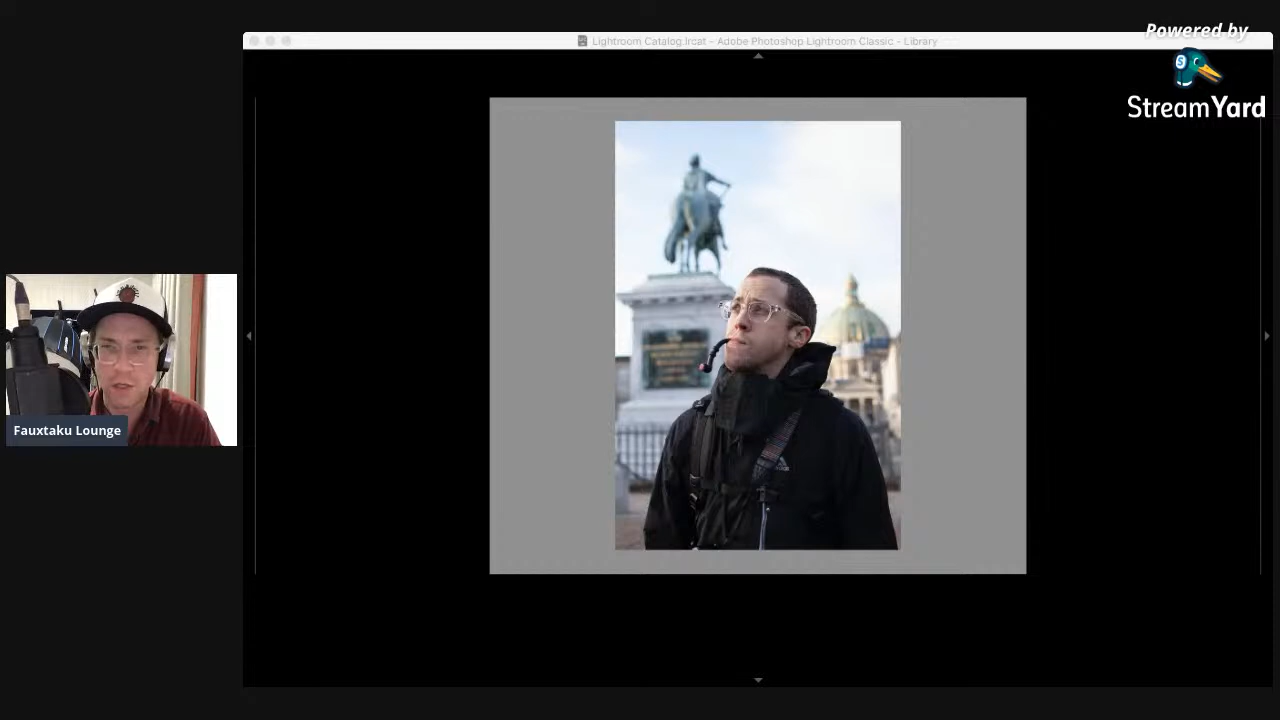 Lightroom Catalog.lrcat - Adobe Photoshop Lightroom Classic - Library
Powered by
StreamYard
Fauxtaku Lounge